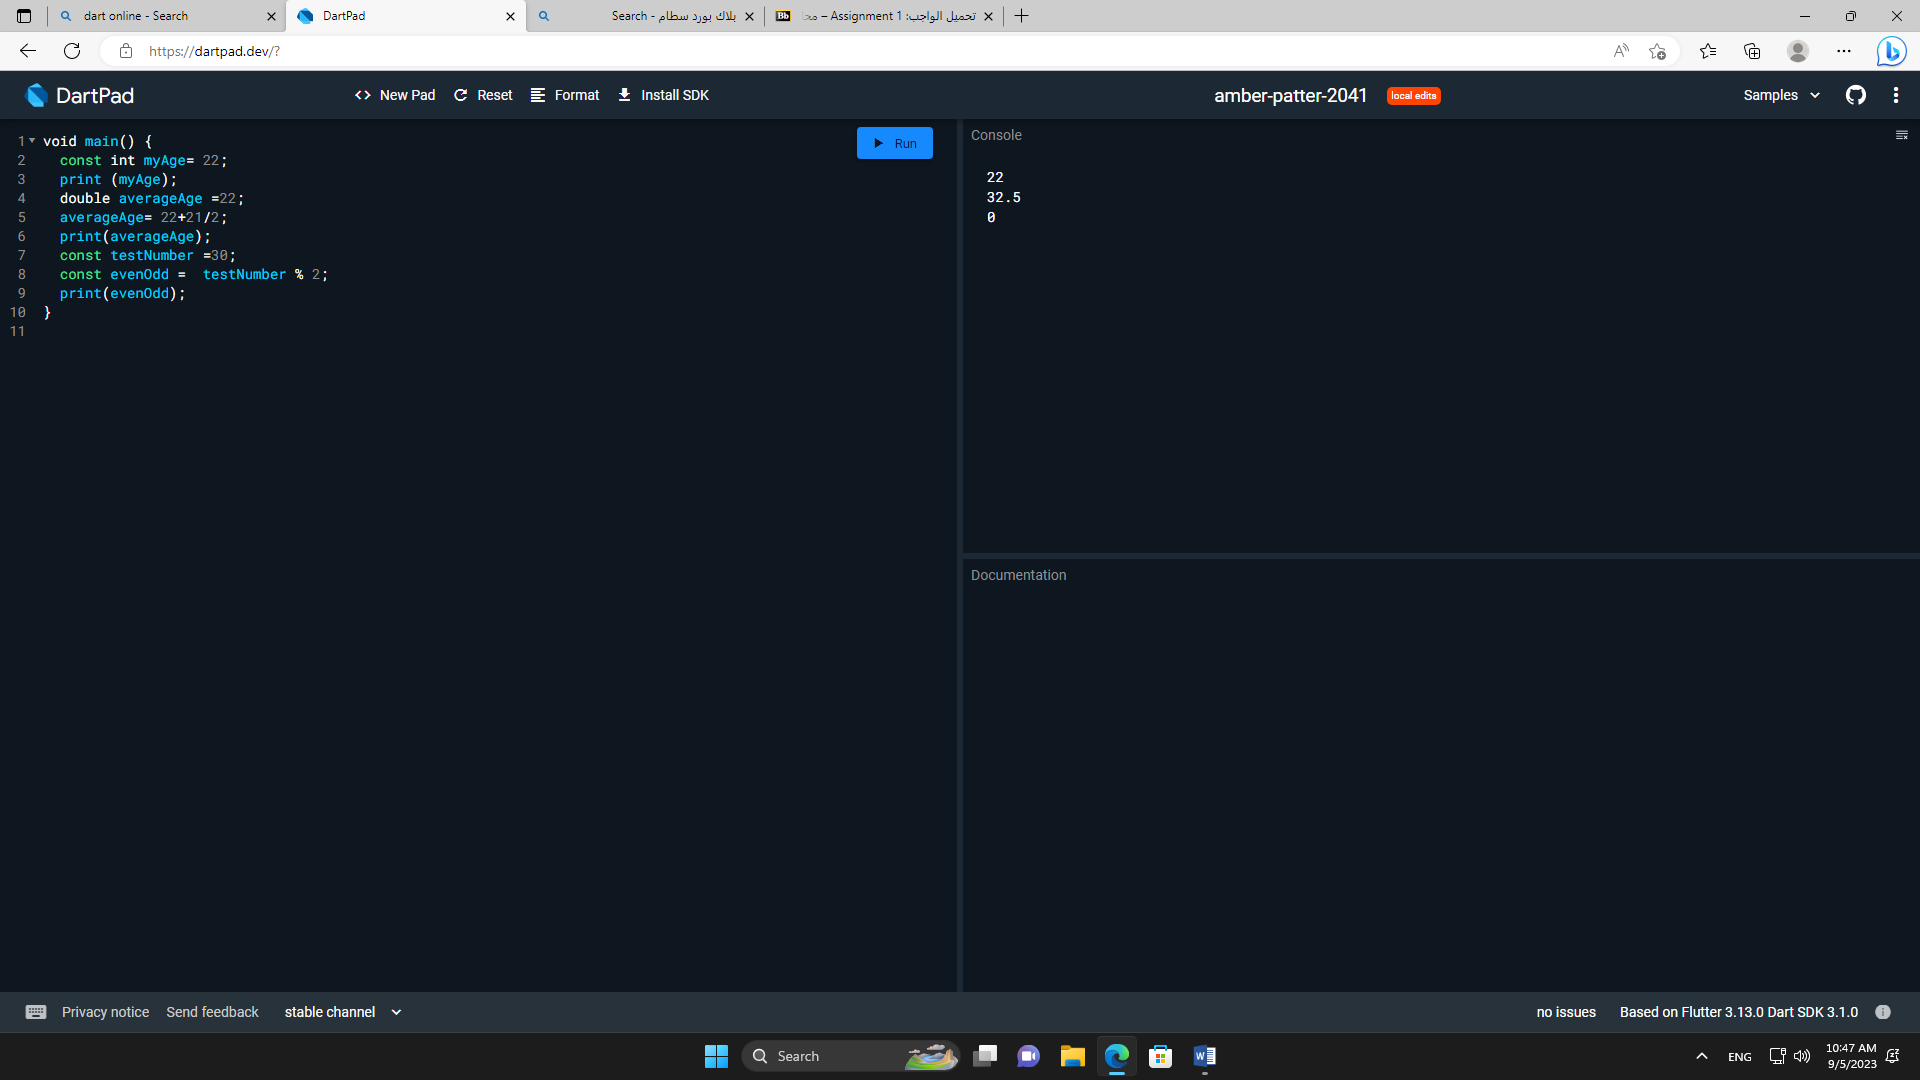 dart online - Search
DartPad
بلاك بورد سطام - Search
تحميل الواجب: Assignment 1 – محا
https://dartpad.dev/?
DartPad
New Pad
Reset
Format
Install SDK
amber-patter-2041
local edits
Samples
1 void main() {
2 const int myAge= 22;
3 print (myAge);
4 double averageAge =22;
5 averageAge= 22+21/2;
6 print(averageAge);
7 const testNumber =30;
8 const evenOdd =  testNumber % 2;
9 print(evenOdd);
10 }
11
Run
Console
22
32.5
0
Documentation
Privacy notice
Send feedback
stable channel
no issues
Based on Flutter 3.13.0 Dart SDK 3.1.0
Search
ENG
10:47 AM
9/5/2023